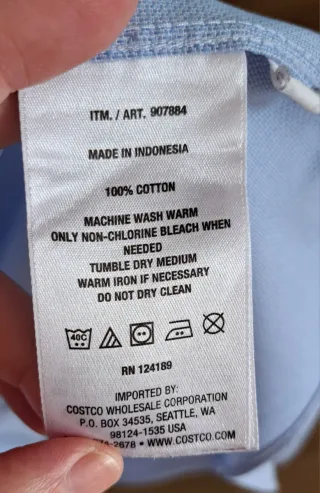 ITM. / ART. 907884
MADE IN INDONESIA
100% COTTON
MACHINE WASH WARM
ONLY NON-CHLORINE BLEACH WHEN
NEEDED
TUMBLE DRY MEDIUM
WARM IRON IF NECESSARY
DO NOT DRY CLEAN
40C
RN 124189
IMPORTED BY:
COSTCO WHOLESALE CORPORATION
P.O. BOX 34535, SEATTLE, WA
98124-1535 USA
-2678 • WWW.COSTCO.COM